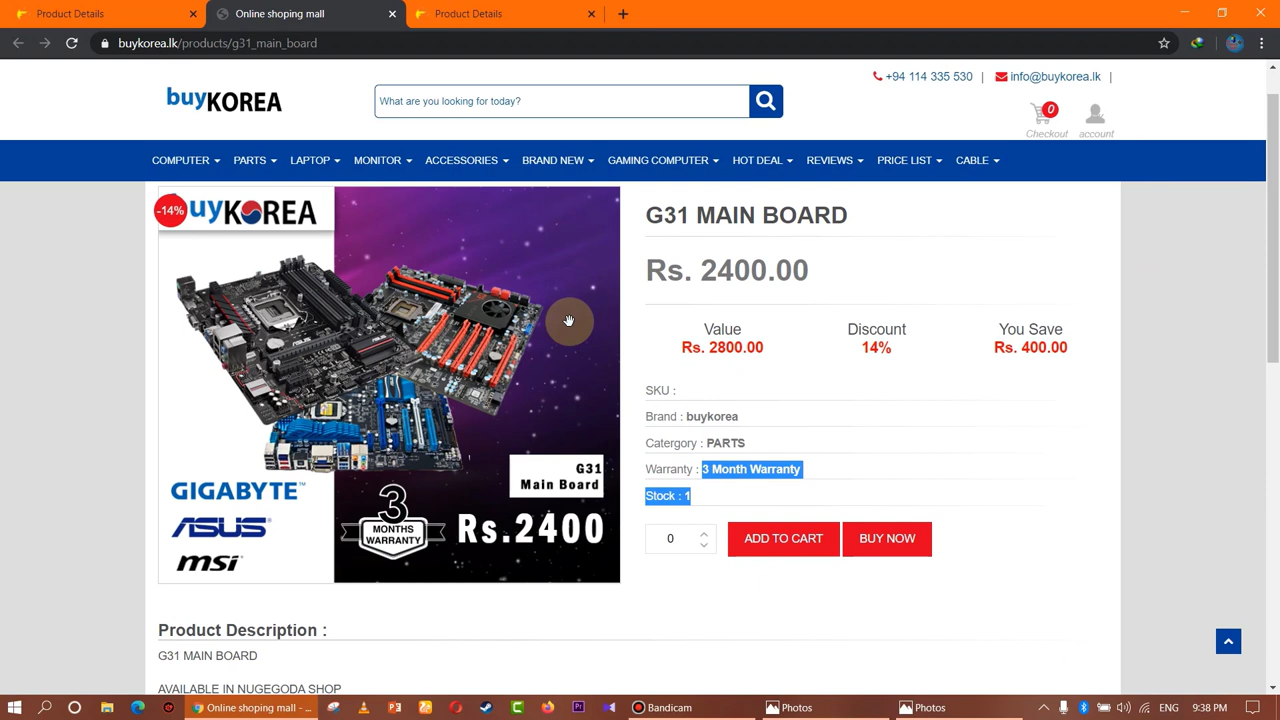 Product Details
Online shoping mall
Product Details
buykorea.lk/products/g31_main_board
+94 114 335 530 | info@buykorea.lk |
buyKOREA
What are you looking for today?
0
Checkout
account
COMPUTER PARTS LAPTOP MONITOR ACCESSORIES BRAND NEW GAMING COMPUTER HOT DEAL REVIEWS PRICE LIST CABLE
-14%
uyKOREA
G31
Main Board
GIGABYTE™
ASUS
msi
3
MONTHS
WARRANTY
Rs.2400
G31 MAIN BOARD
Rs. 2400.00
Value Discount You Save
Rs. 2800.00 14% Rs. 400.00
SKU :
Brand : buykorea
Catergory : PARTS
Warranty : 3 Month Warranty
Stock : 1
0 ADD TO CART BUY NOW
Product Description :
G31 MAIN BOARD
AVAILABLE IN NUGEGODA SHOP
Online shoping mall - ...
Bandicam
Photos
Photos
ENG
9:38 PM